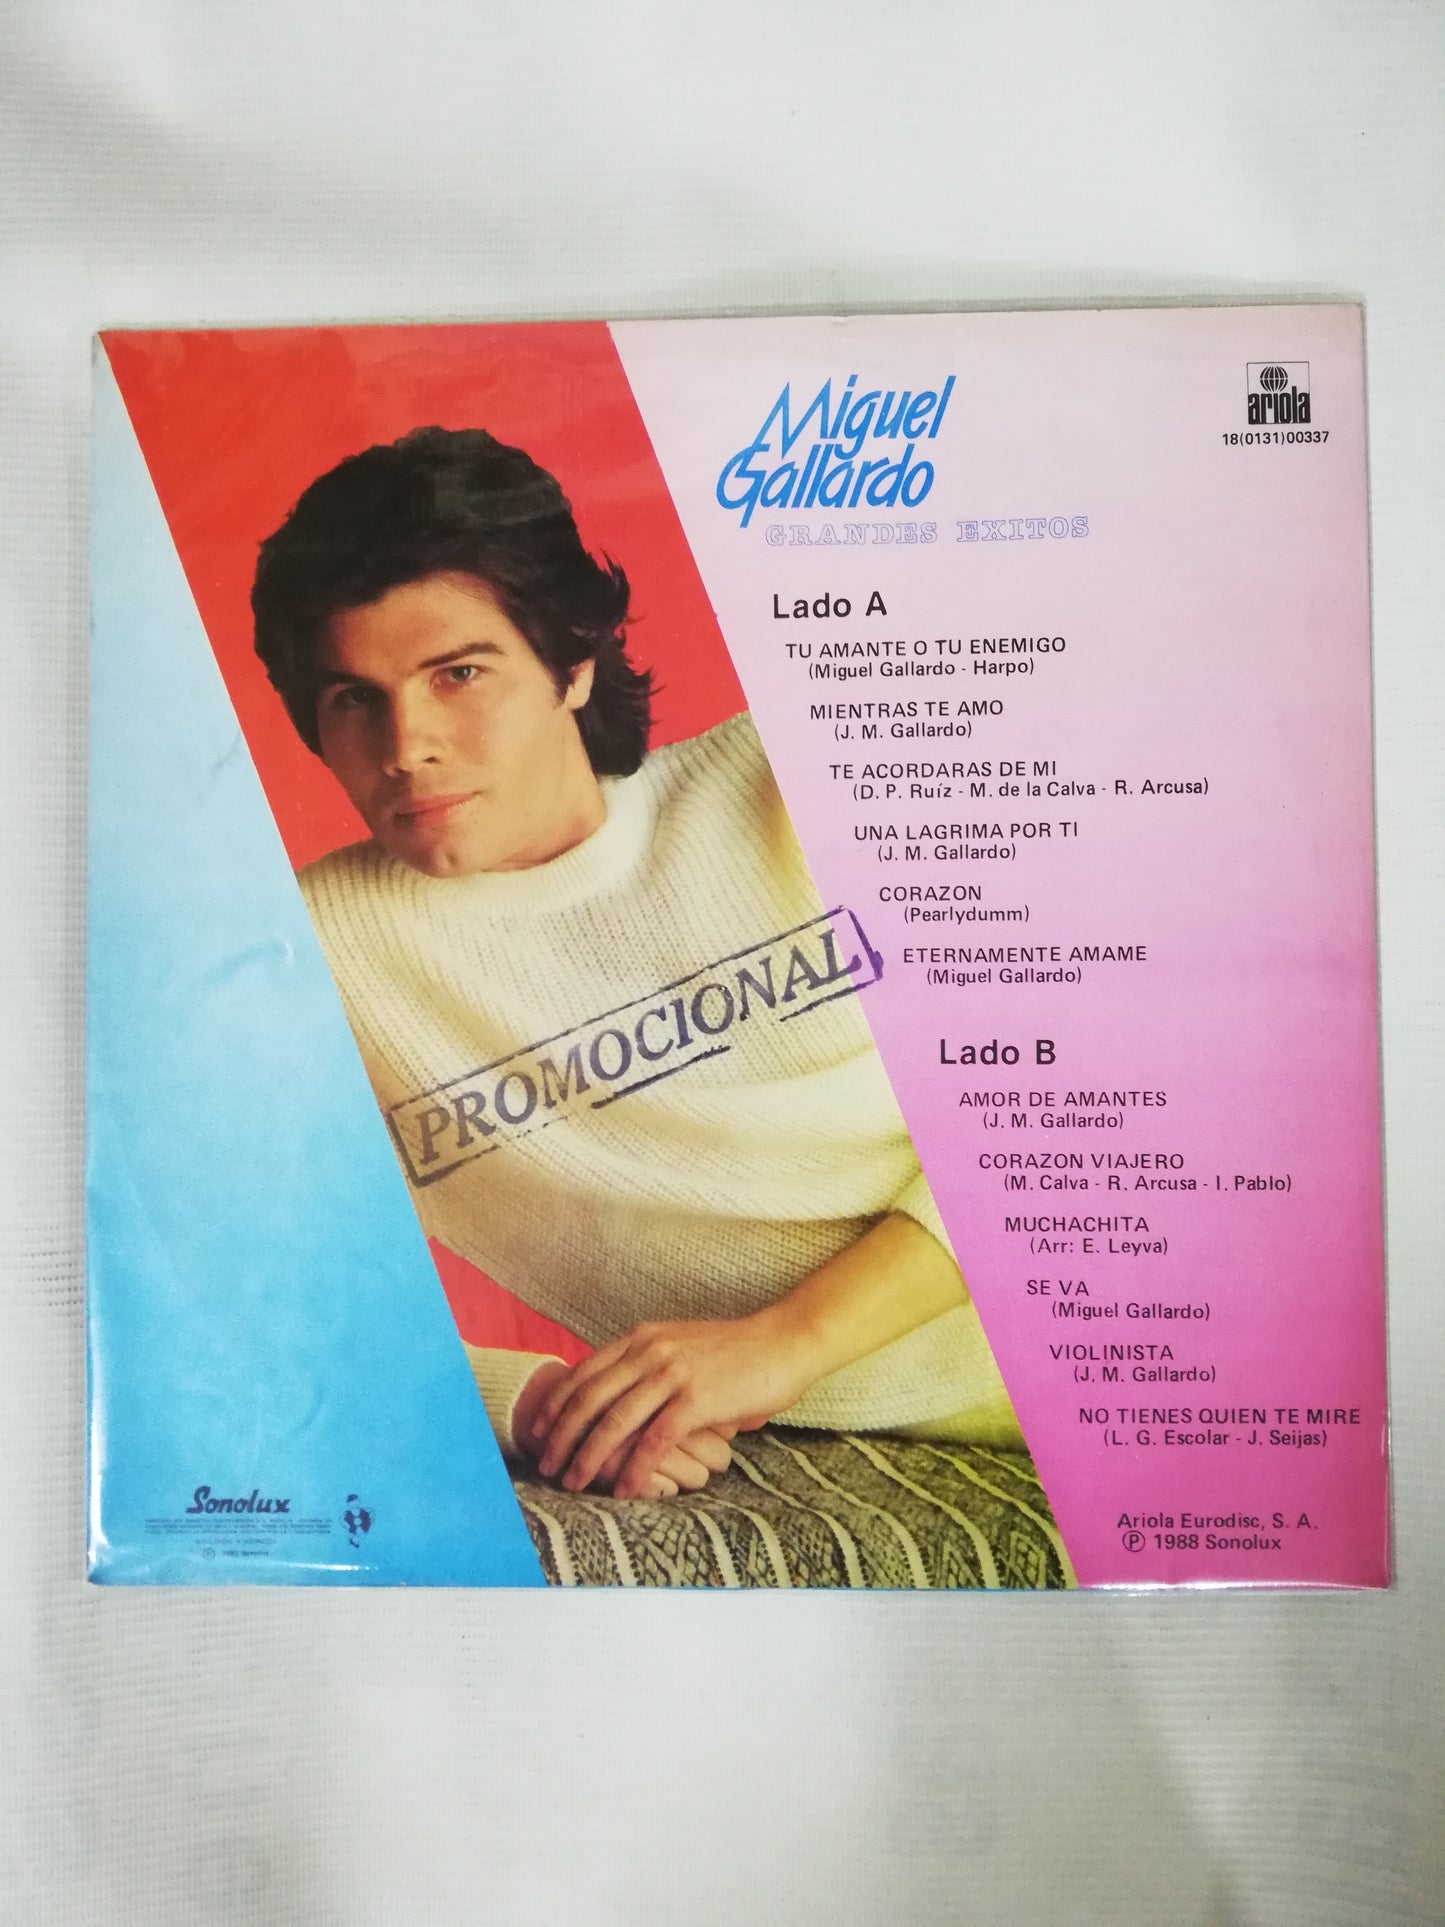 Miguel
Gallardo
GRANDES EXITOS
ariola
18(0131)00337
Lado A
TU AMANTE O TU ENEMIGO
(Miguel Gallardo - Harpo)
MIENTRAS TE AMO
(J. M. Gallardo)
TE ACORDARAS DE MI
(D. P. Ruíz - M. de la Calva - R. Arcusa)
UNA LAGRIMA POR TI
(J. M. Gallardo)
CORAZON
(Pearlydumm)
ETERNAMENTE AMAME
(Miguel Gallardo)
PROMOCIONAL
Lado B
AMOR DE AMANTES
(J. M. Gallardo)
CORAZON VIAJERO
(M. Calva - R. Arcusa - I. Pablo)
MUCHACHITA
(Arr: E. Leyva)
SE VA
(Miguel Gallardo)
VIOLINISTA
(J. M. Gallardo)
NO TIENES QUIEN TE MIRE
(L. G. Escolar - J. Seijas)
Sonolux
Ariola Eurodisc, S. A.
Ⓟ 1988 Sonolux